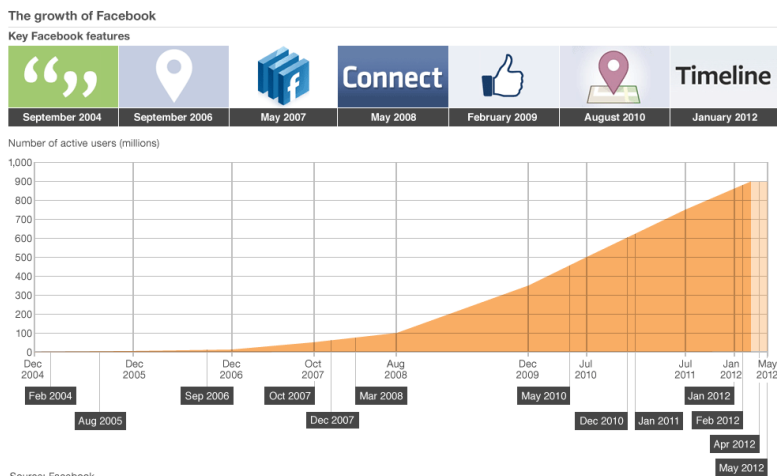 The growth of Facebook
Key Facebook features
“ ”
f
Connect
Timeline
September 2004 September 2006 May 2007 May 2008 February 2009 August 2010 January 2012
Number of active users (millions)
1,000
900
800
700
600
500
400
300
200
100
0
Dec 2004 Dec 2005 Dec 2006 Oct 2007 Aug 2008 Dec 2009 Jul 2010 Jul 2011 Jan 2012 May 2012
Feb 2004 Sep 2006 Oct 2007 Mar 2008 May 2010 Jan 2012
Aug 2005 Dec 2007 Dec 2010 Jan 2011 Feb 2012
Apr 2012
May 2012
Source: Facebook